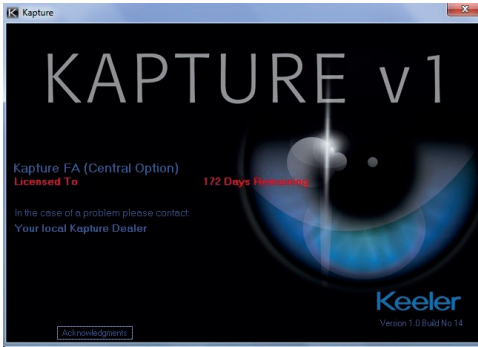 Kapture
KAPTURE v1
Kapture FA (Central Option)
Licensed To 172 Days Remaining
In the case of a problem please contact:
Your local Kapture Dealer
Keeler
Version 1.0 Build No 14
Acknowledgments